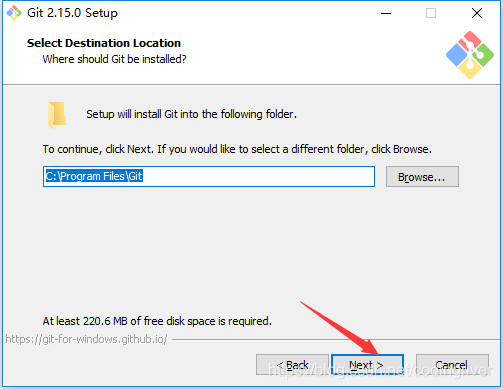 Git 2.15.0 Setup
Select Destination Location
Where should Git be installed?
Setup will install Git into the following folder.
To continue, click Next. If you would like to select a different folder, click Browse.
C:\Program Files\Git
Browse...
At least 220.6 MB of free disk space is required.
https://git-for-windows.github.io/
< Back
Next >
Cancel
https://blog.csdn.net/codingriver